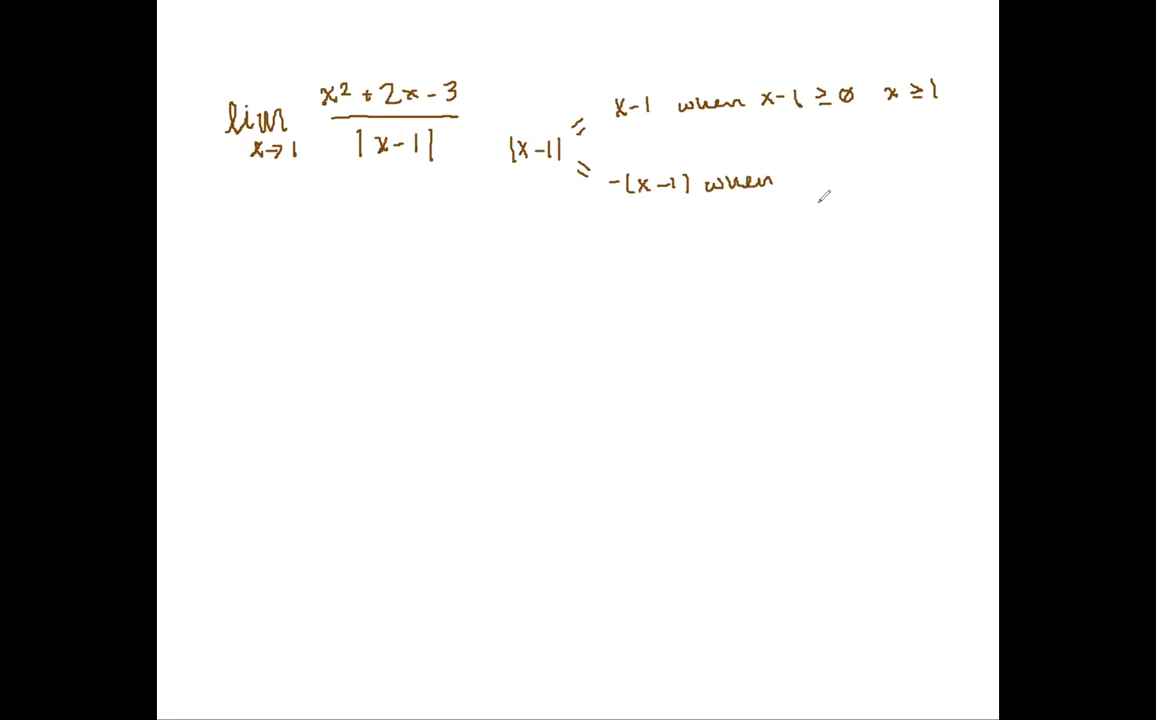 lim x→1 x² + 2x - 3 / |x - 1|
|x - 1| = x - 1 when x - 1 ≥ 0 x ≥ 1
= -(x - 1) when